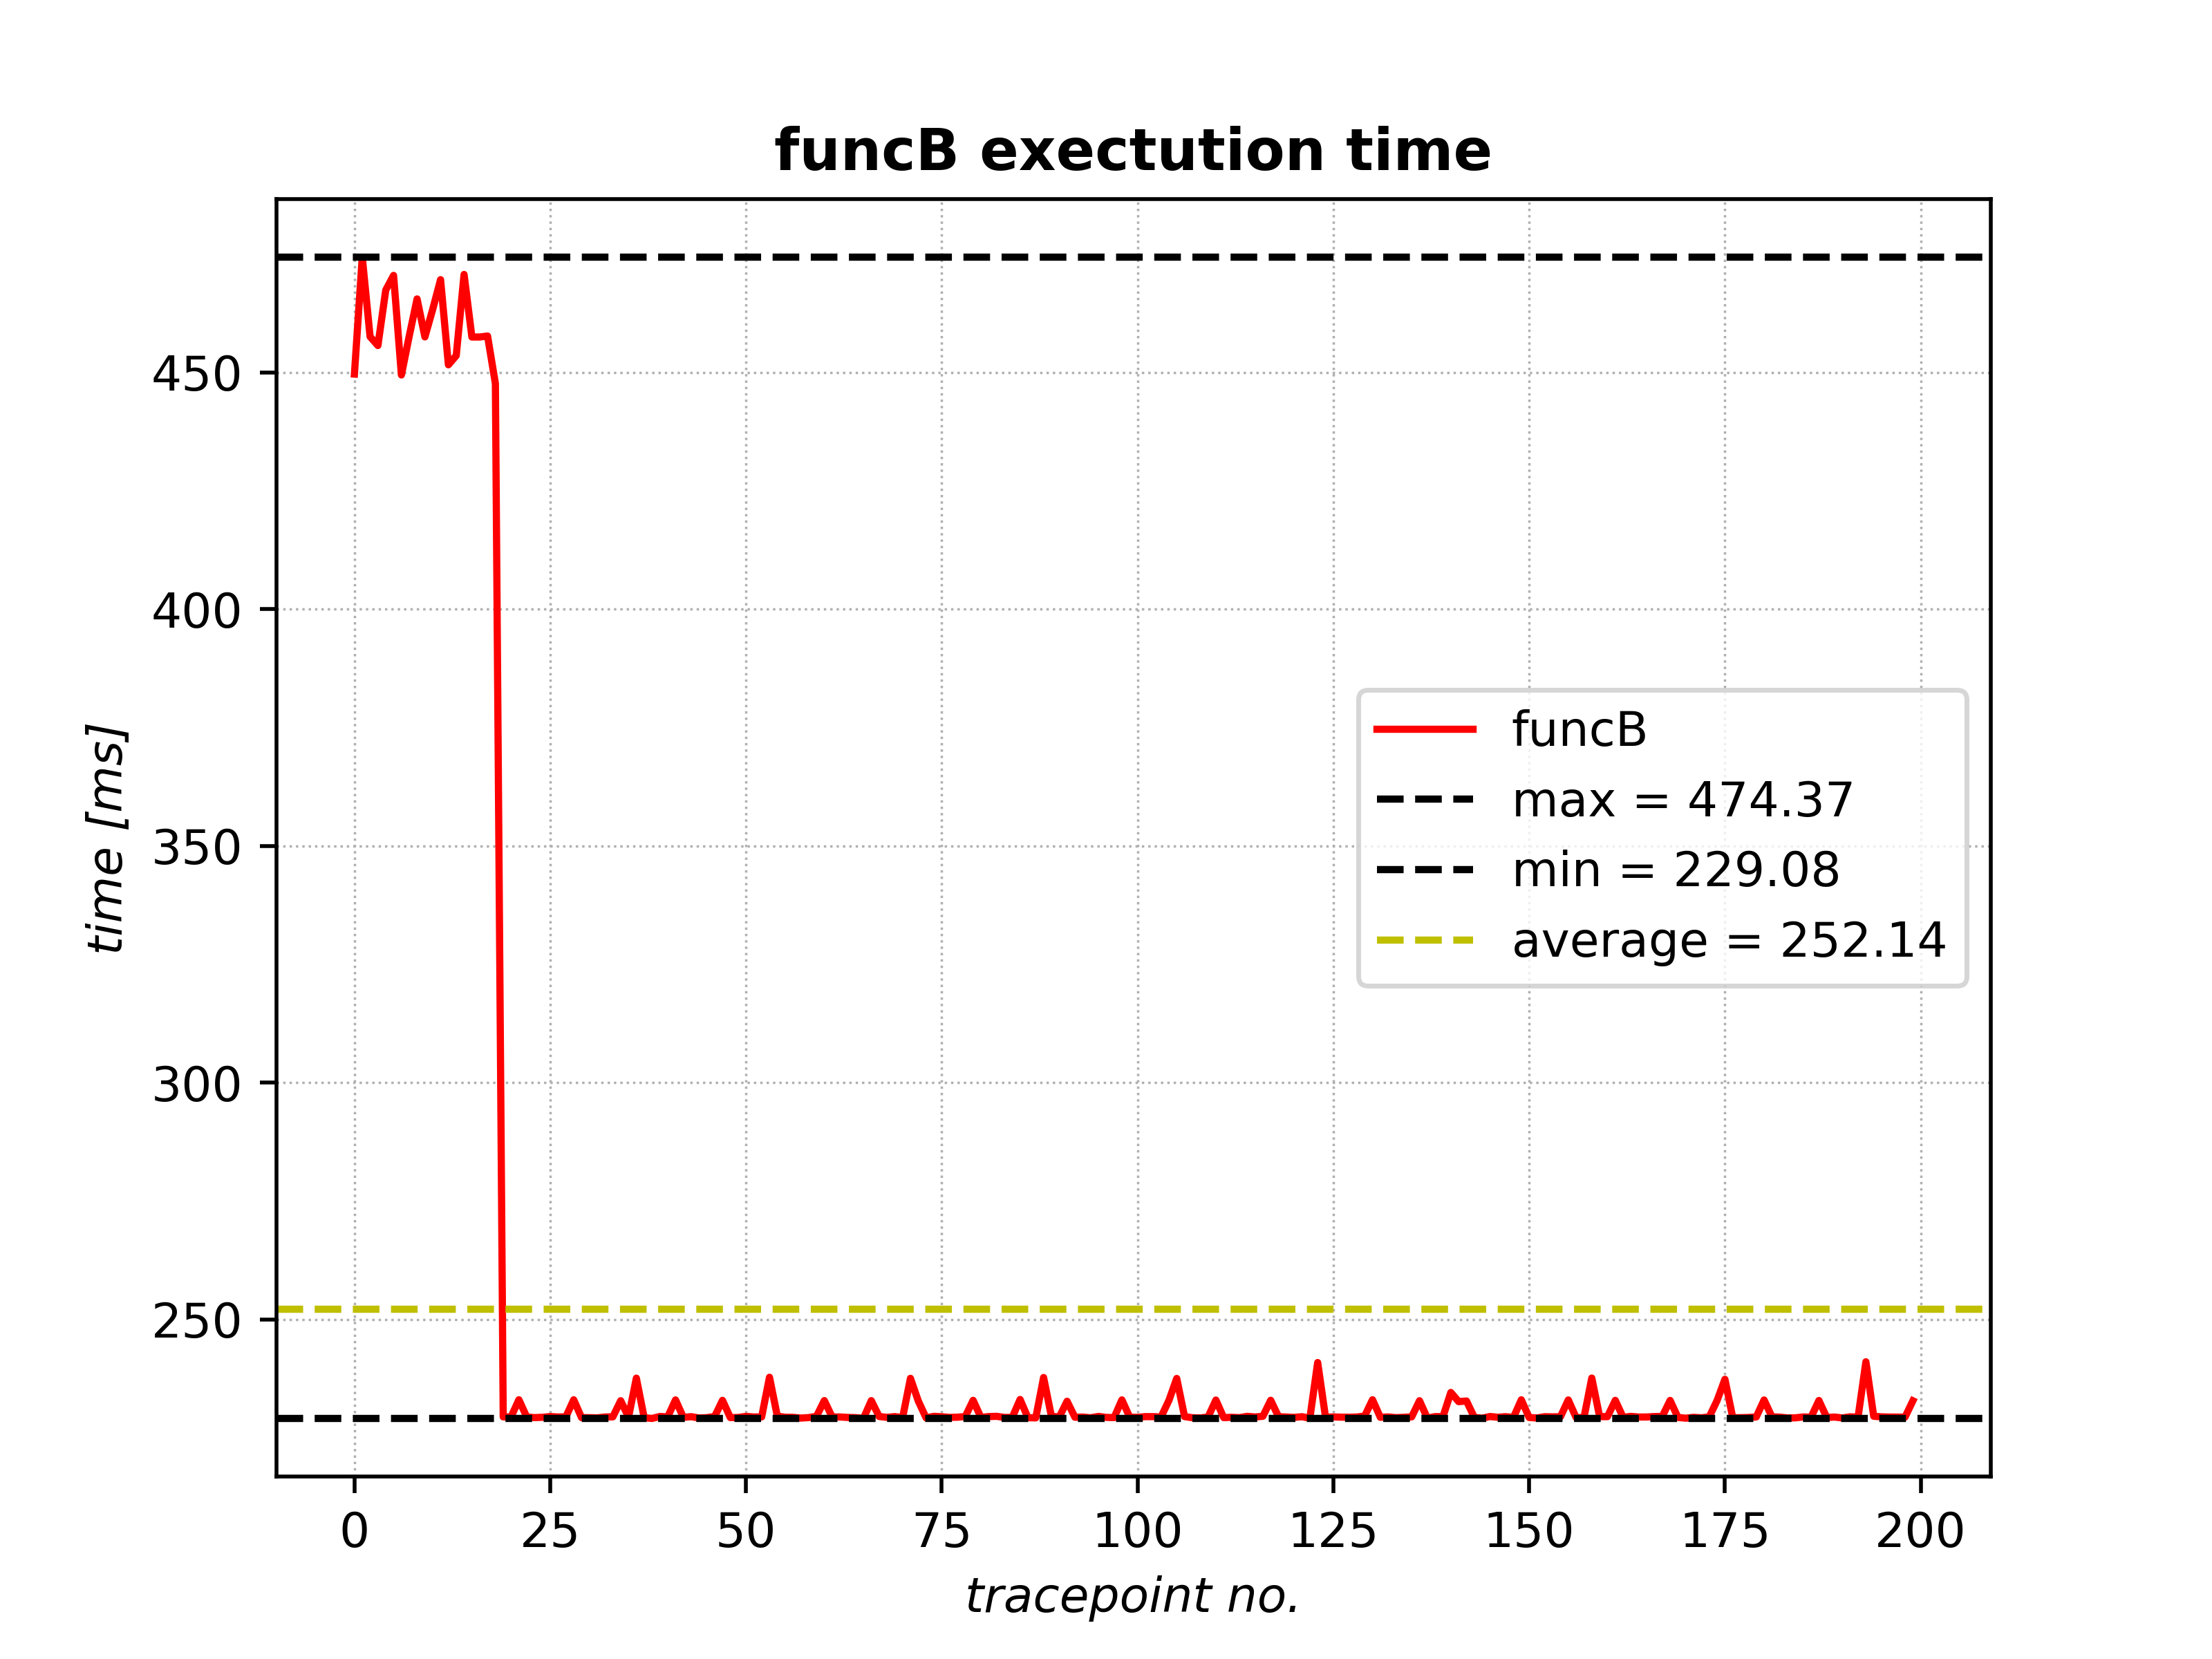 funcB exectution time
time [ms]
450
400
350
300
250
funcB
max = 474.37
min = 229.08
average = 252.14
0 25 50 75 100 125 150 175 200
tracepoint no.